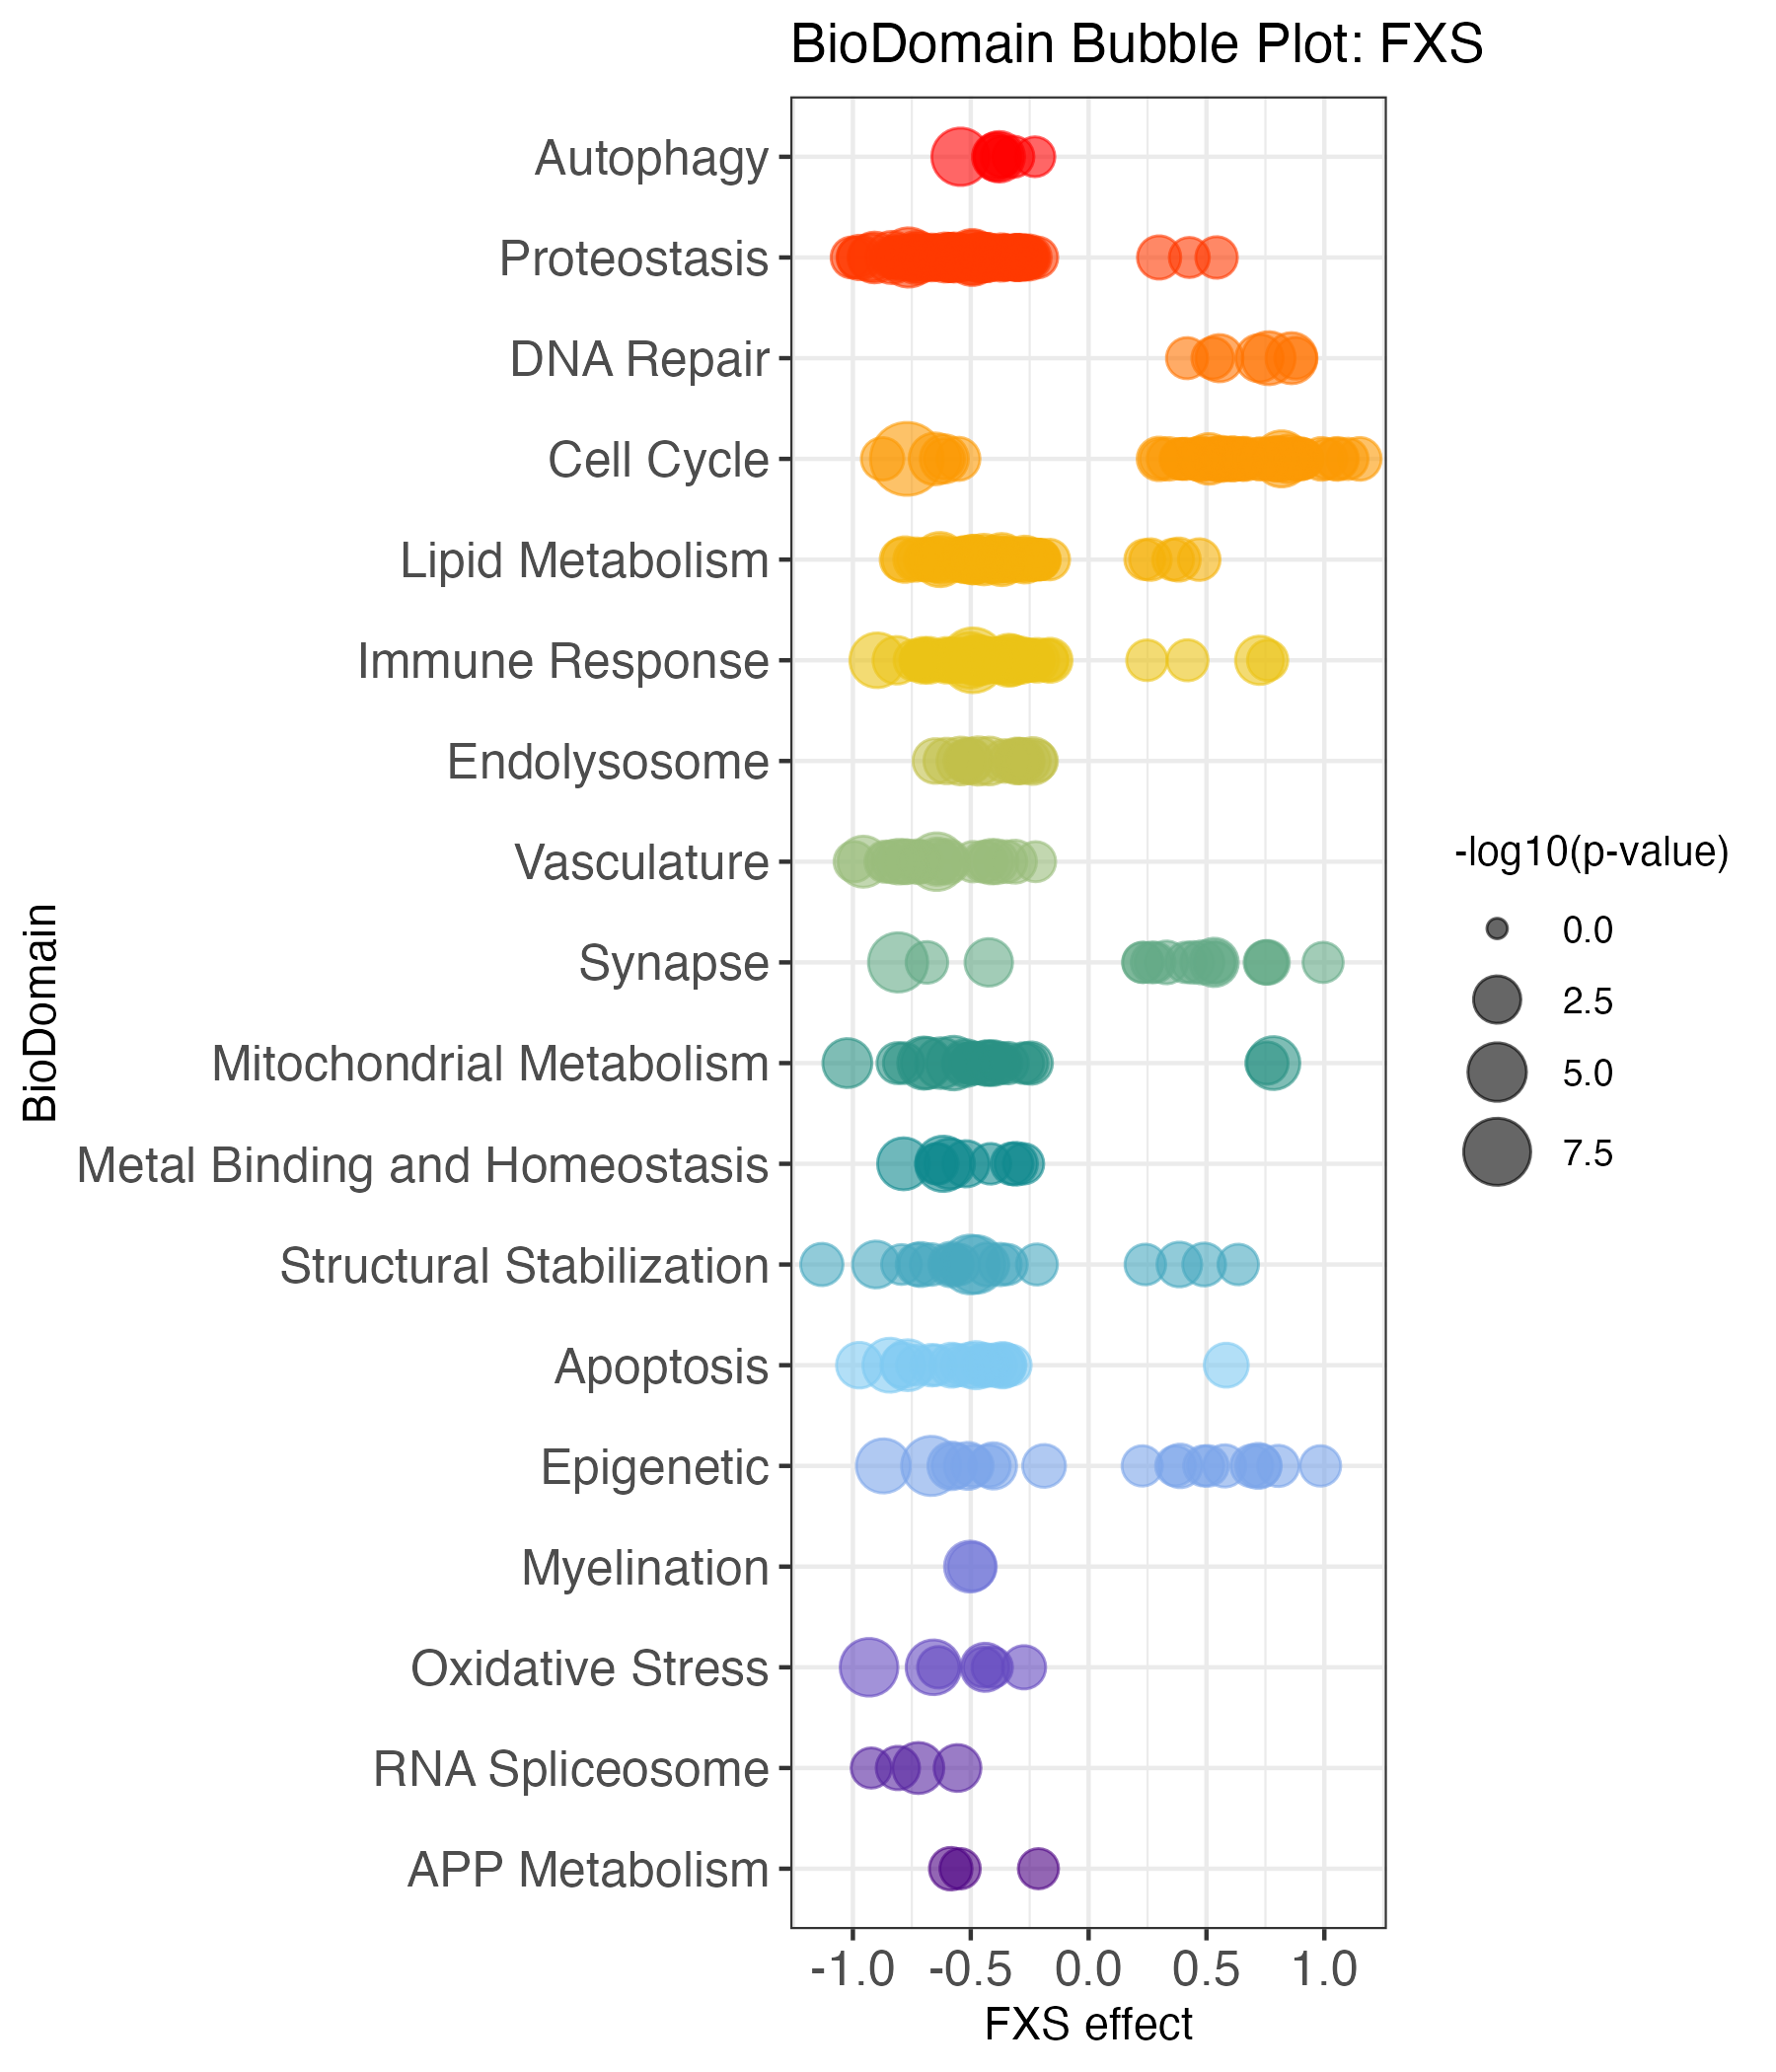 BioDomain Bubble Plot: FXS
Autophagy
Proteostasis
DNA Repair
Cell Cycle
Lipid Metabolism
Immune Response
Endolysosome
Vasculature
Synapse
Mitochondrial Metabolism
Metal Binding and Homeostasis
Structural Stabilization
Apoptosis
Epigenetic
Myelination
Oxidative Stress
RNA Spliceosome
APP Metabolism
BioDomain
-1.0 -0.5 0.0 0.5 1.0
FXS effect
-log10(p-value)
0.0
2.5
5.0
7.5